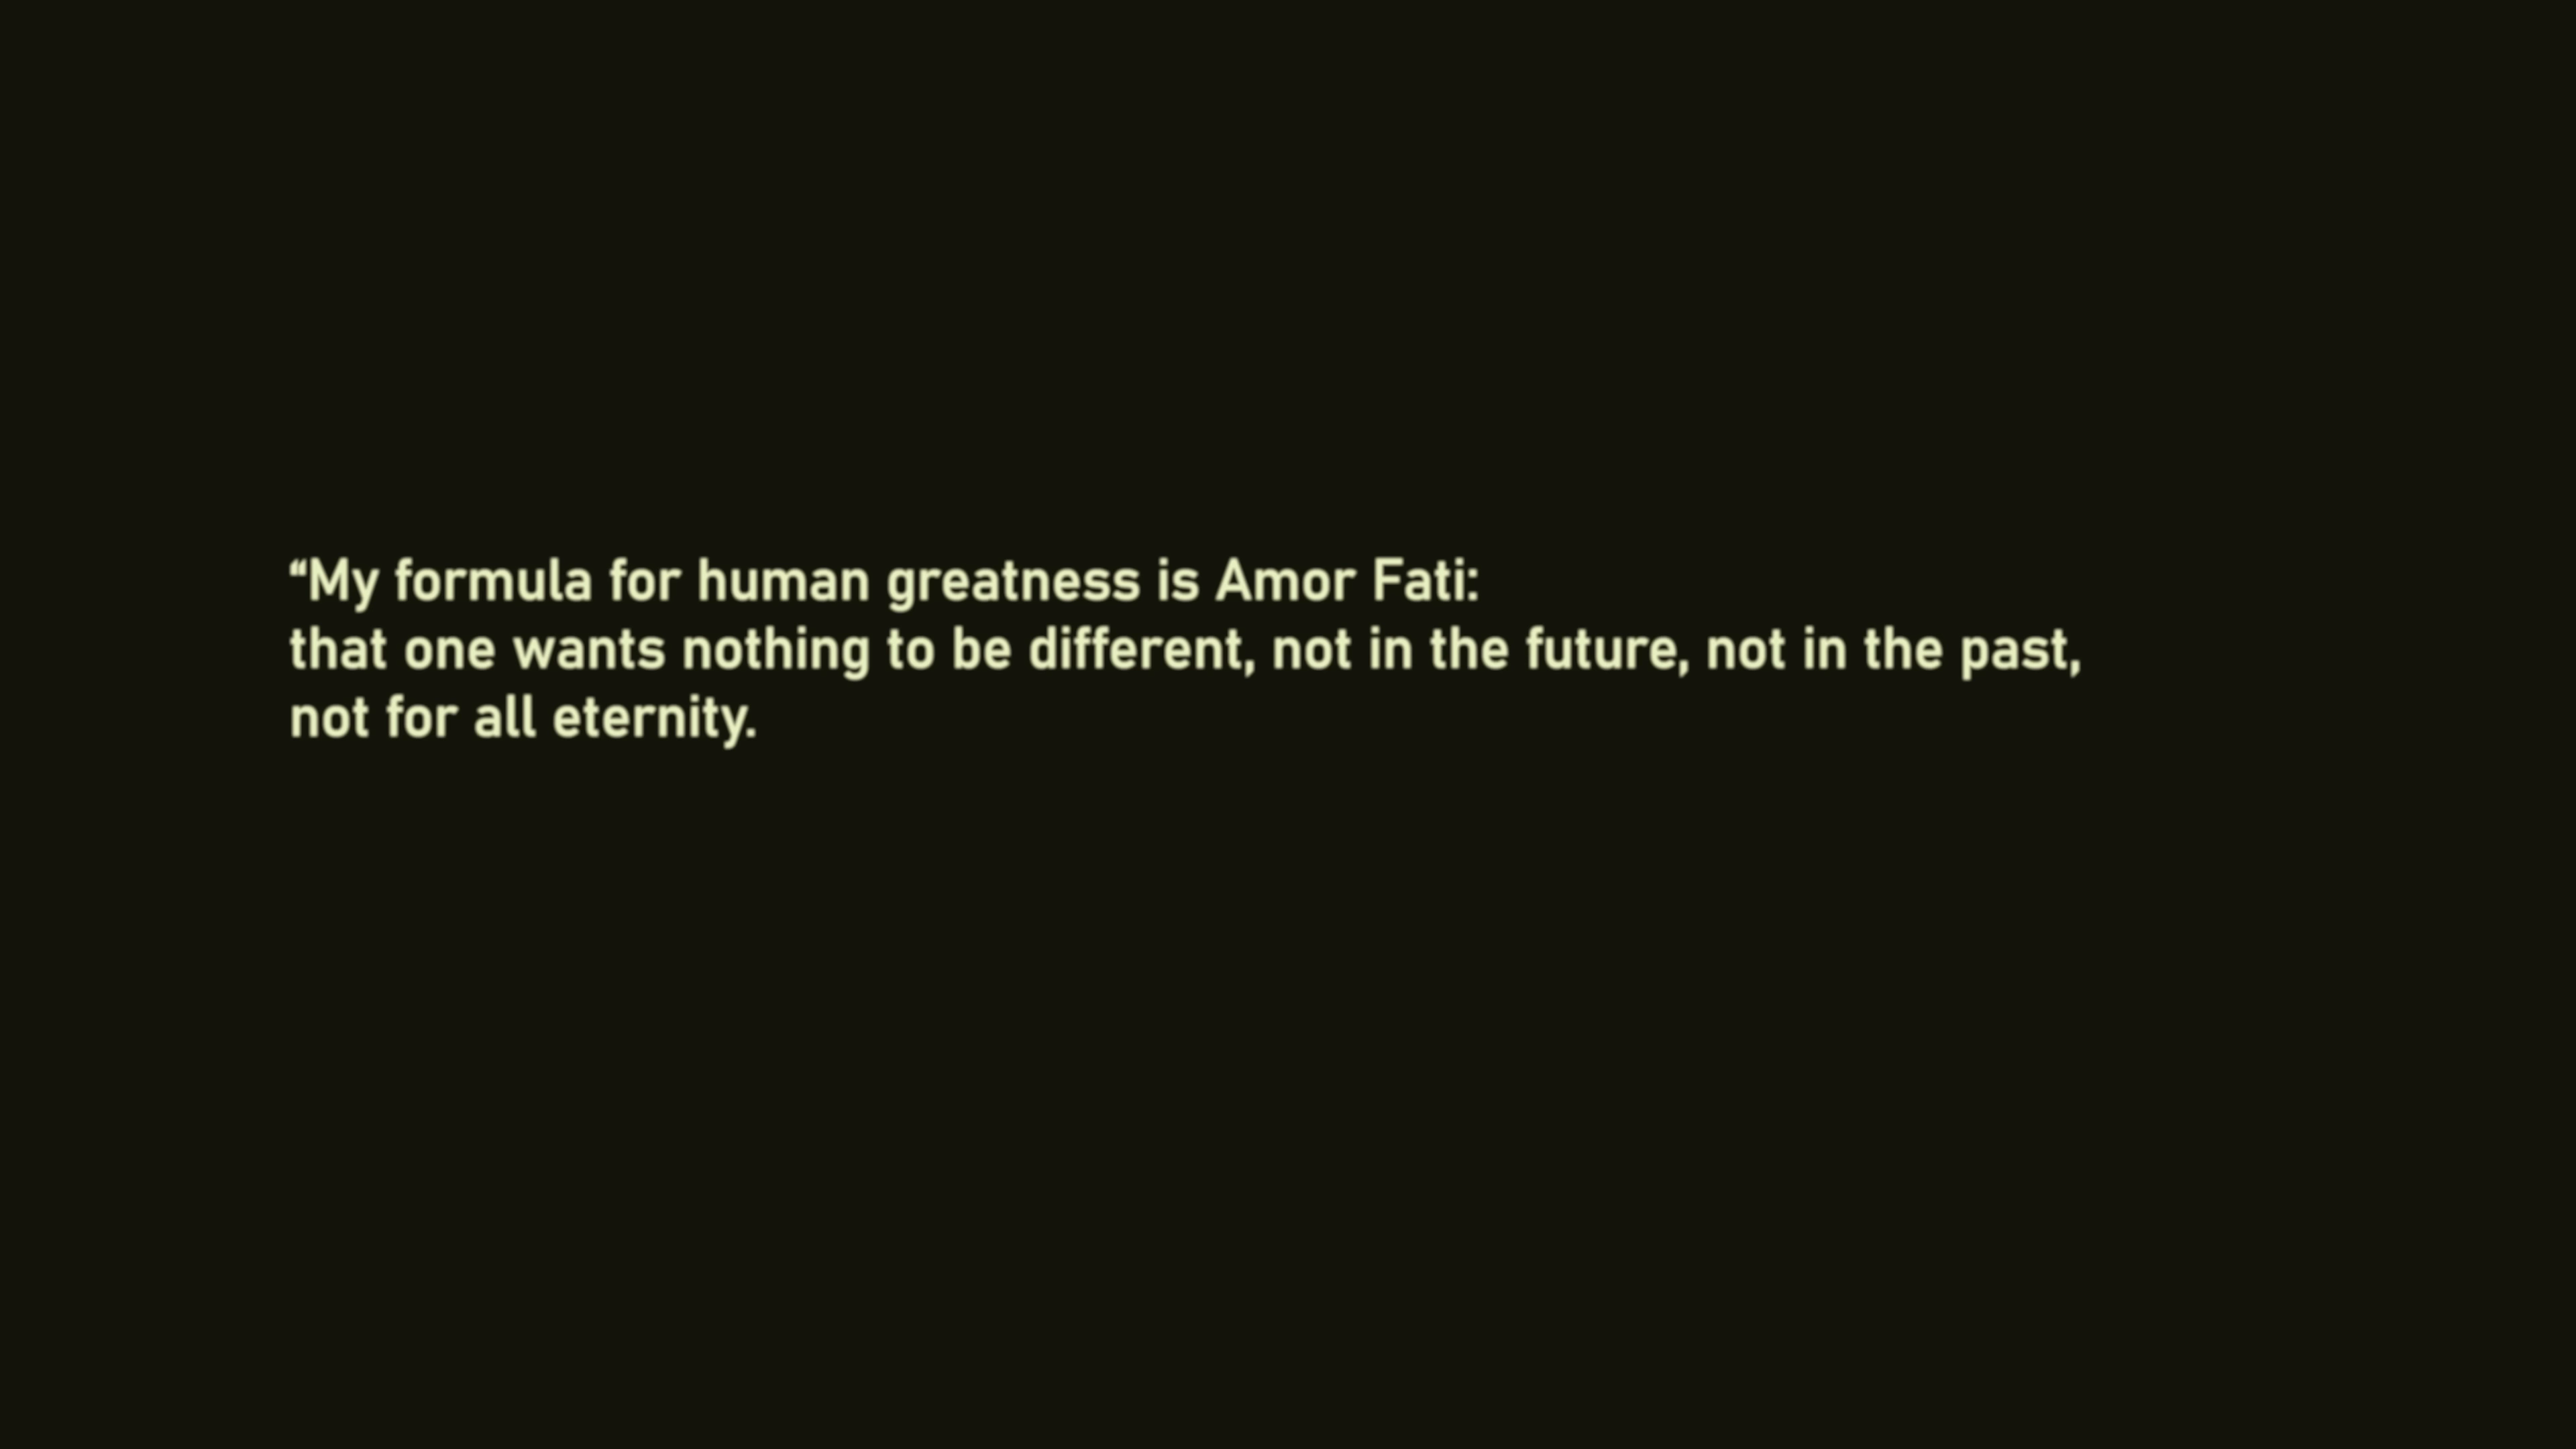 “My formula for human greatness is Amor Fati:
that one wants nothing to be different, not in the future, not in the past,
not for all eternity.